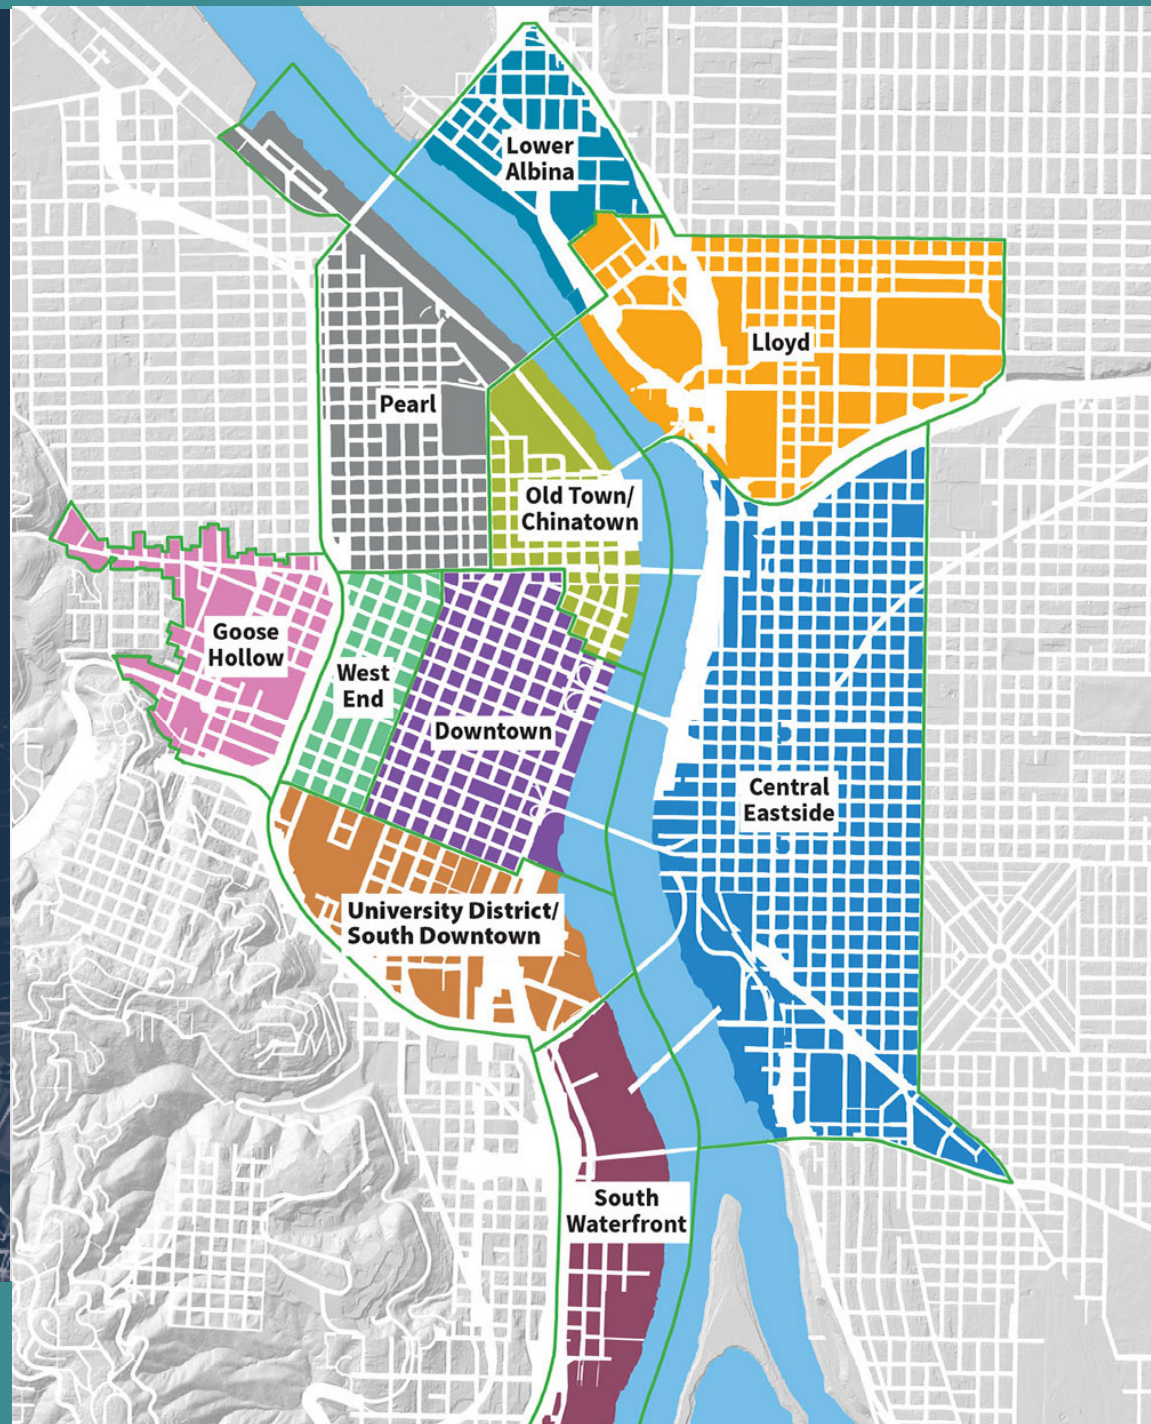 Lower
Albina
Lloyd
Pearl
Old Town/
Chinatown
Goose
Hollow
West
End
Downtown
Central
Eastside
University District/
South Downtown
South
Waterfront